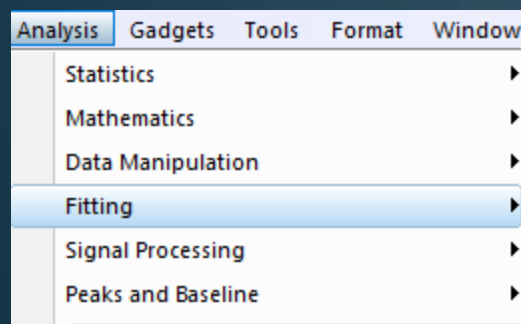 Analysis Gadgets Tools Format Window
Statistics
Mathematics
Data Manipulation
Fitting
Signal Processing
Peaks and Baseline